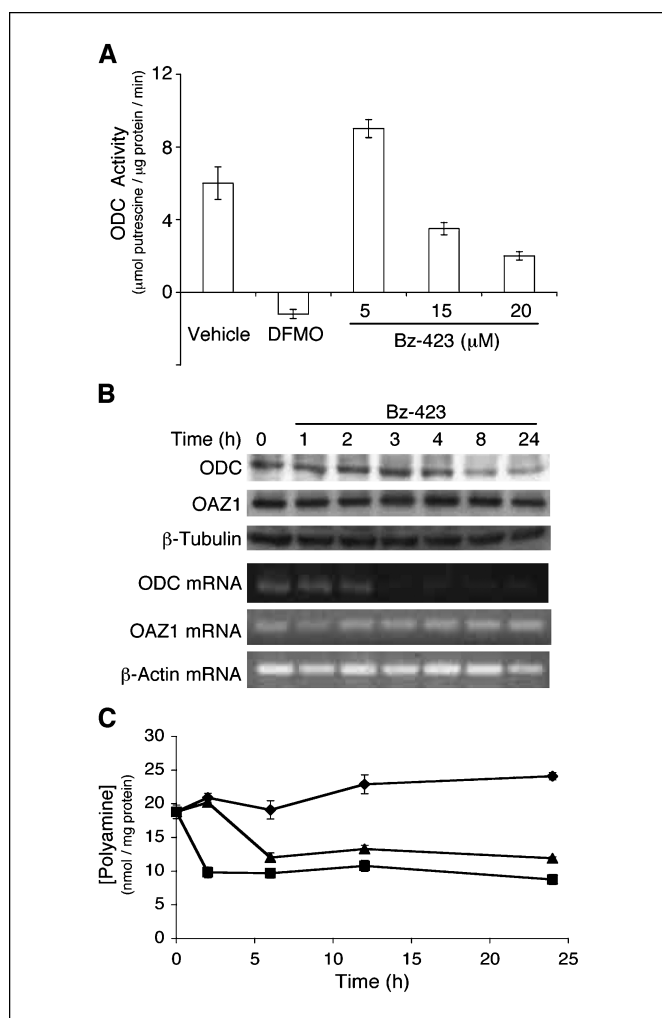 A
12
8
4
0
ODC Activity
(μmol putrescine / μg protein / min)
Vehicle DFMO 5 15 20
Bz-423 (μM)
B
Bz-423
Time (h) 0 1 2 3 4 8 24
ODC
OAZ1
β-Tubulin
ODC mRNA
OAZ1 mRNA
β-Actin mRNA
C
30
25
20
15
10
5
0
[Polyamine]
(nmol / mg protein)
0 5 10 15 20 25
Time (h)